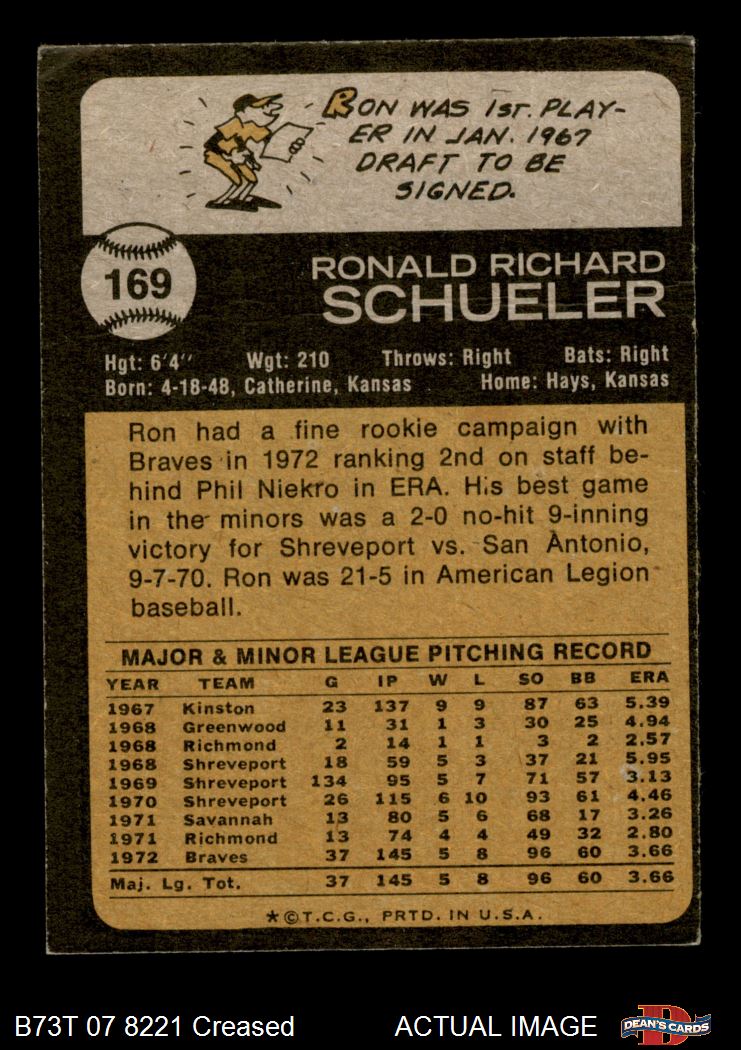 RON WAS 1ST. PLAY-
ER IN JAN. 1967
DRAFT TO BE
SIGNED.
169
RONALD RICHARD
SCHUELER
Hgt: 6'4" Wgt: 210 Throws: Right Bats: Right
Born: 4-18-48, Catherine, Kansas Home: Hays, Kansas
Ron had a fine rookie campaign with
Braves in 1972 ranking 2nd on staff be-
hind Phil Niekro in ERA. His best game
in the minors was a 2-0 no-hit 9-inning
victory for Shreveport vs. San Antonio,
9-7-70. Ron was 21-5 in American Legion
baseball.
MAJOR & MINOR LEAGUE PITCHING RECORD
YEAR TEAM G IP W L SO BB ERA
1967 Kinston 23 137 9 9 87 63 5.39
1968 Greenwood 11 31 1 3 30 25 4.94
1968 Richmond 2 14 1 1 3 2 2.57
1968 Shreveport 18 59 5 3 37 21 5.95
1969 Shreveport 134 95 5 7 71 57 3.13
1970 Shreveport 26 115 6 10 93 61 4.46
1971 Savannah 13 80 5 6 68 17 3.26
1971 Richmond 13 74 4 4 49 32 2.80
1972 Braves 37 145 5 8 96 60 3.66
Maj. Lg. Tot. 37 145 5 8 96 60 3.66
★©T.C.G., PRTD. IN U.S.A.
B73T 07 8221 Creased ACTUAL IMAGE D DEAN'S CARDS